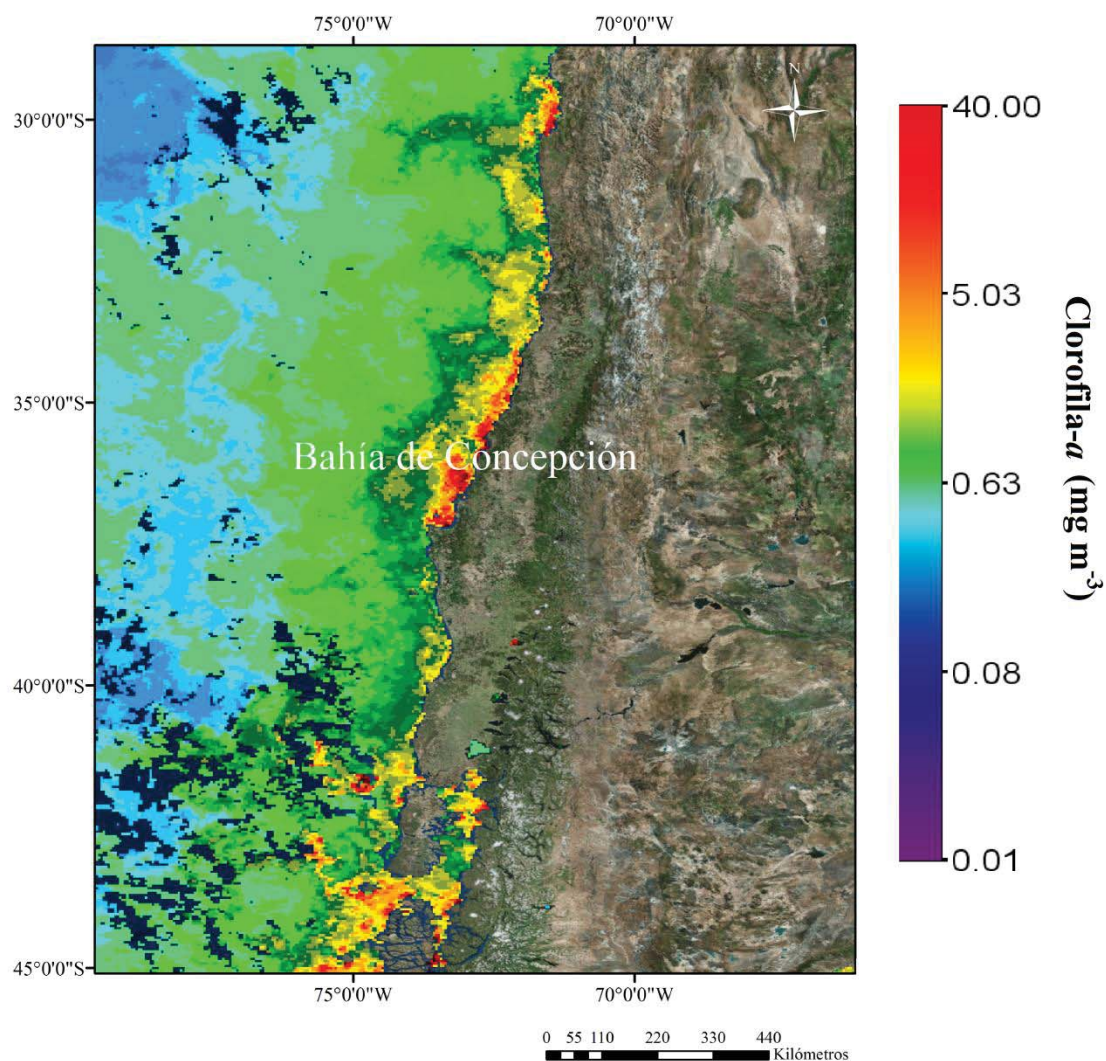 75°0'0"W 70°0'0"W
N
30°0'0"S
35°0'0"S
Bahía de Concepción
40°0'0"S
45°0'0"S
75°0'0"W 70°0'0"W
0 55 110 220 330 440
Kilómetros
40.00
5.03
0.63
0.08
0.01
Clorofila-a (mg m⁻³)